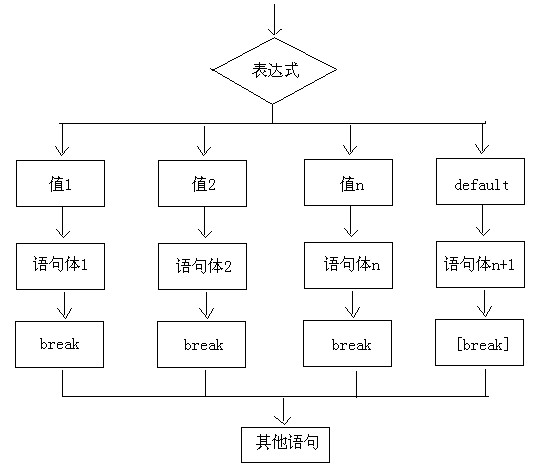 表达式
值1
值2
值n
default
语句体1
语句体2
语句体n
语句体n+1
break
break
break
[break]
其他语句